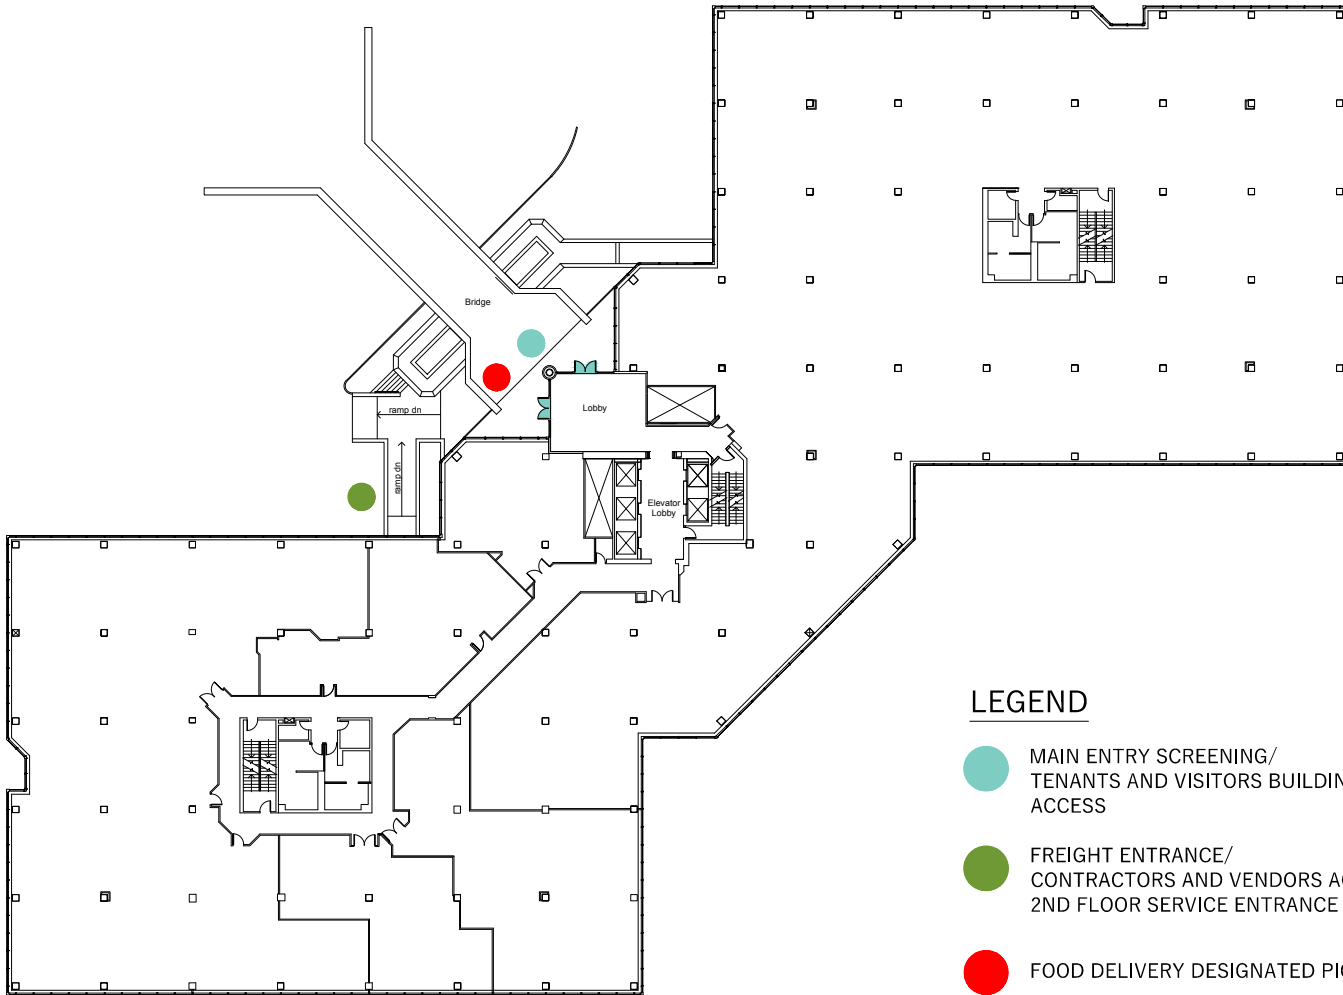 Bridge
ramp dn
Lobby
ramp dn
Elevator
Lobby
LEGEND
MAIN ENTRY SCREENING/
TENANTS AND VISITORS BUILDIN
ACCESS
FREIGHT ENTRANCE/
CONTRACTORS AND VENDORS
2ND FLOOR SERVICE ENTRANCE
FOOD DELIVERY DESIGNATED